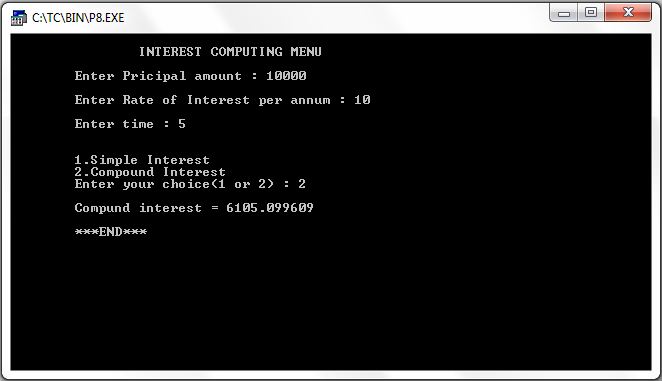 C:\TC\BIN\P8.EXE
INTEREST COMPUTING MENU
Enter Pricipal amount : 10000
Enter Rate of Interest per annum : 10
Enter time : 5
1.Simple Interest
2.Compound Interest
Enter your choice(1 or 2) : 2
Compund interest = 6105.099609
***END***